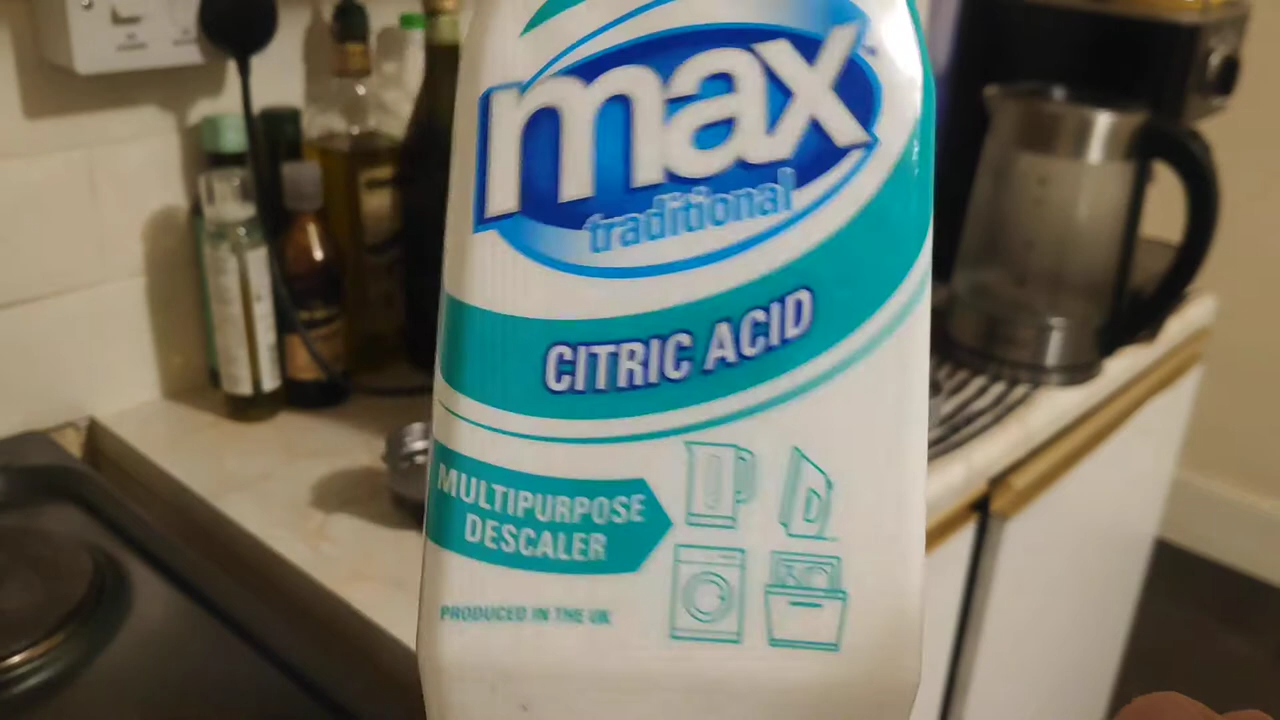 max
traditional
CITRIC ACID
MULTIPURPOSE
DESCALER
PRODUCED IN THE UK